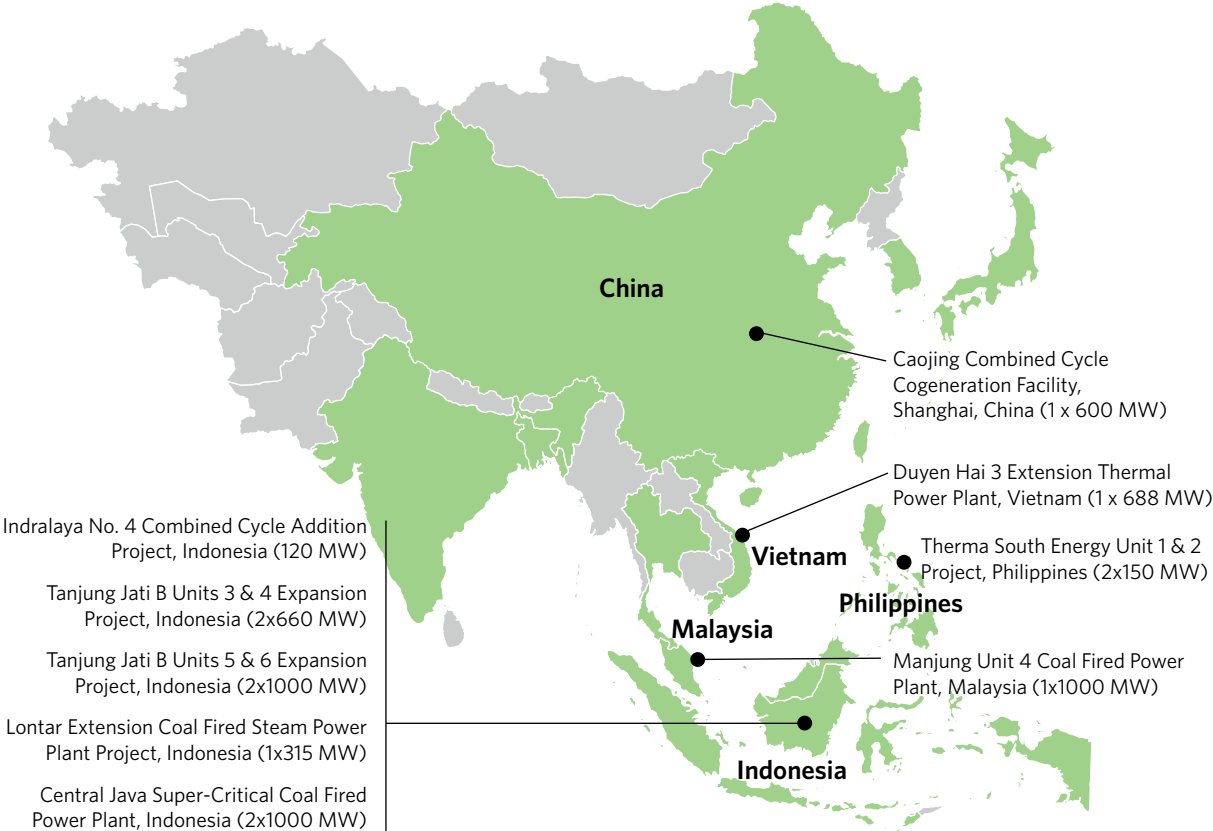 China
Caojing Combined Cycle
Cogeneration Facility,
Shanghai, China (1 x 600 MW)
Duyen Hai 3 Extension Thermal
Power Plant, Vietnam (1 x 688 MW)
Vietnam
Therma South Energy Unit 1 & 2
Project, Philippines (2x150 MW)
Philippines
Malaysia
Manjung Unit 4 Coal Fired Power
Plant, Malaysia (1x1000 MW)
Indonesia
Indralaya No. 4 Combined Cycle Addition
Project, Indonesia (120 MW)
Tanjung Jati B Units 3 & 4 Expansion
Project, Indonesia (2x660 MW)
Tanjung Jati B Units 5 & 6 Expansion
Project, Indonesia (2x1000 MW)
Lontar Extension Coal Fired Steam Power
Plant Project, Indonesia (1x315 MW)
Central Java Super-Critical Coal Fired
Power Plant, Indonesia (2x1000 MW)